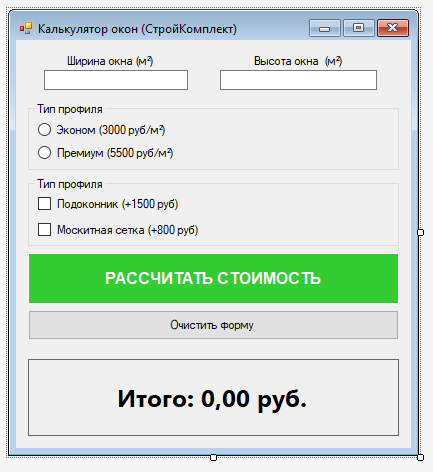 Калькулятор окон (СтройКомплект)
Ширина окна (м²) Высота окна (м²)
Тип профиля
Эконом (3000 руб/м²)
Премиум (5500 руб/м²)
Тип профиля
Подоконник (+1500 руб)
Москитная сетка (+800 руб)
РАССЧИТАТЬ СТОИМОСТЬ
Очистить форму
Итого: 0,00 руб.